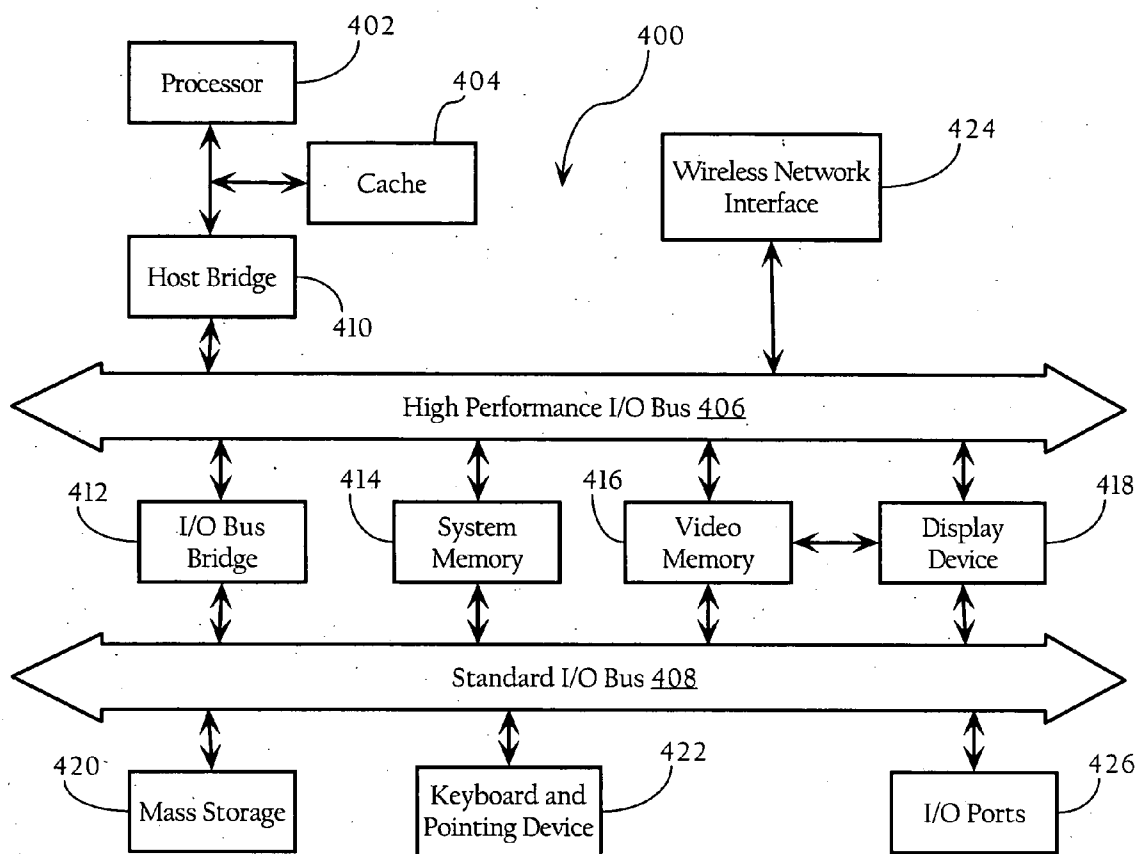 402
Processor
404
Cache
400
424
Wireless Network
Interface
Host Bridge
410
High Performance I/O Bus 406
412
I/O Bus
Bridge
414
System
Memory
416
Video
Memory
418
Display
Device
Standard I/O Bus 408
420
Mass Storage
422
Keyboard and
Pointing Device
426
I/O Ports